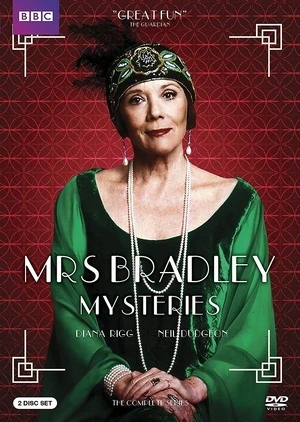 BBC
"GREAT FUN"
THE GUARDIAN
MRS BRADLEY
MYSTERIES
DIANA RIGG NEIL DUDGEON
THE COMPLETE SERIES
2 DISC SET
DVD
VIDEO